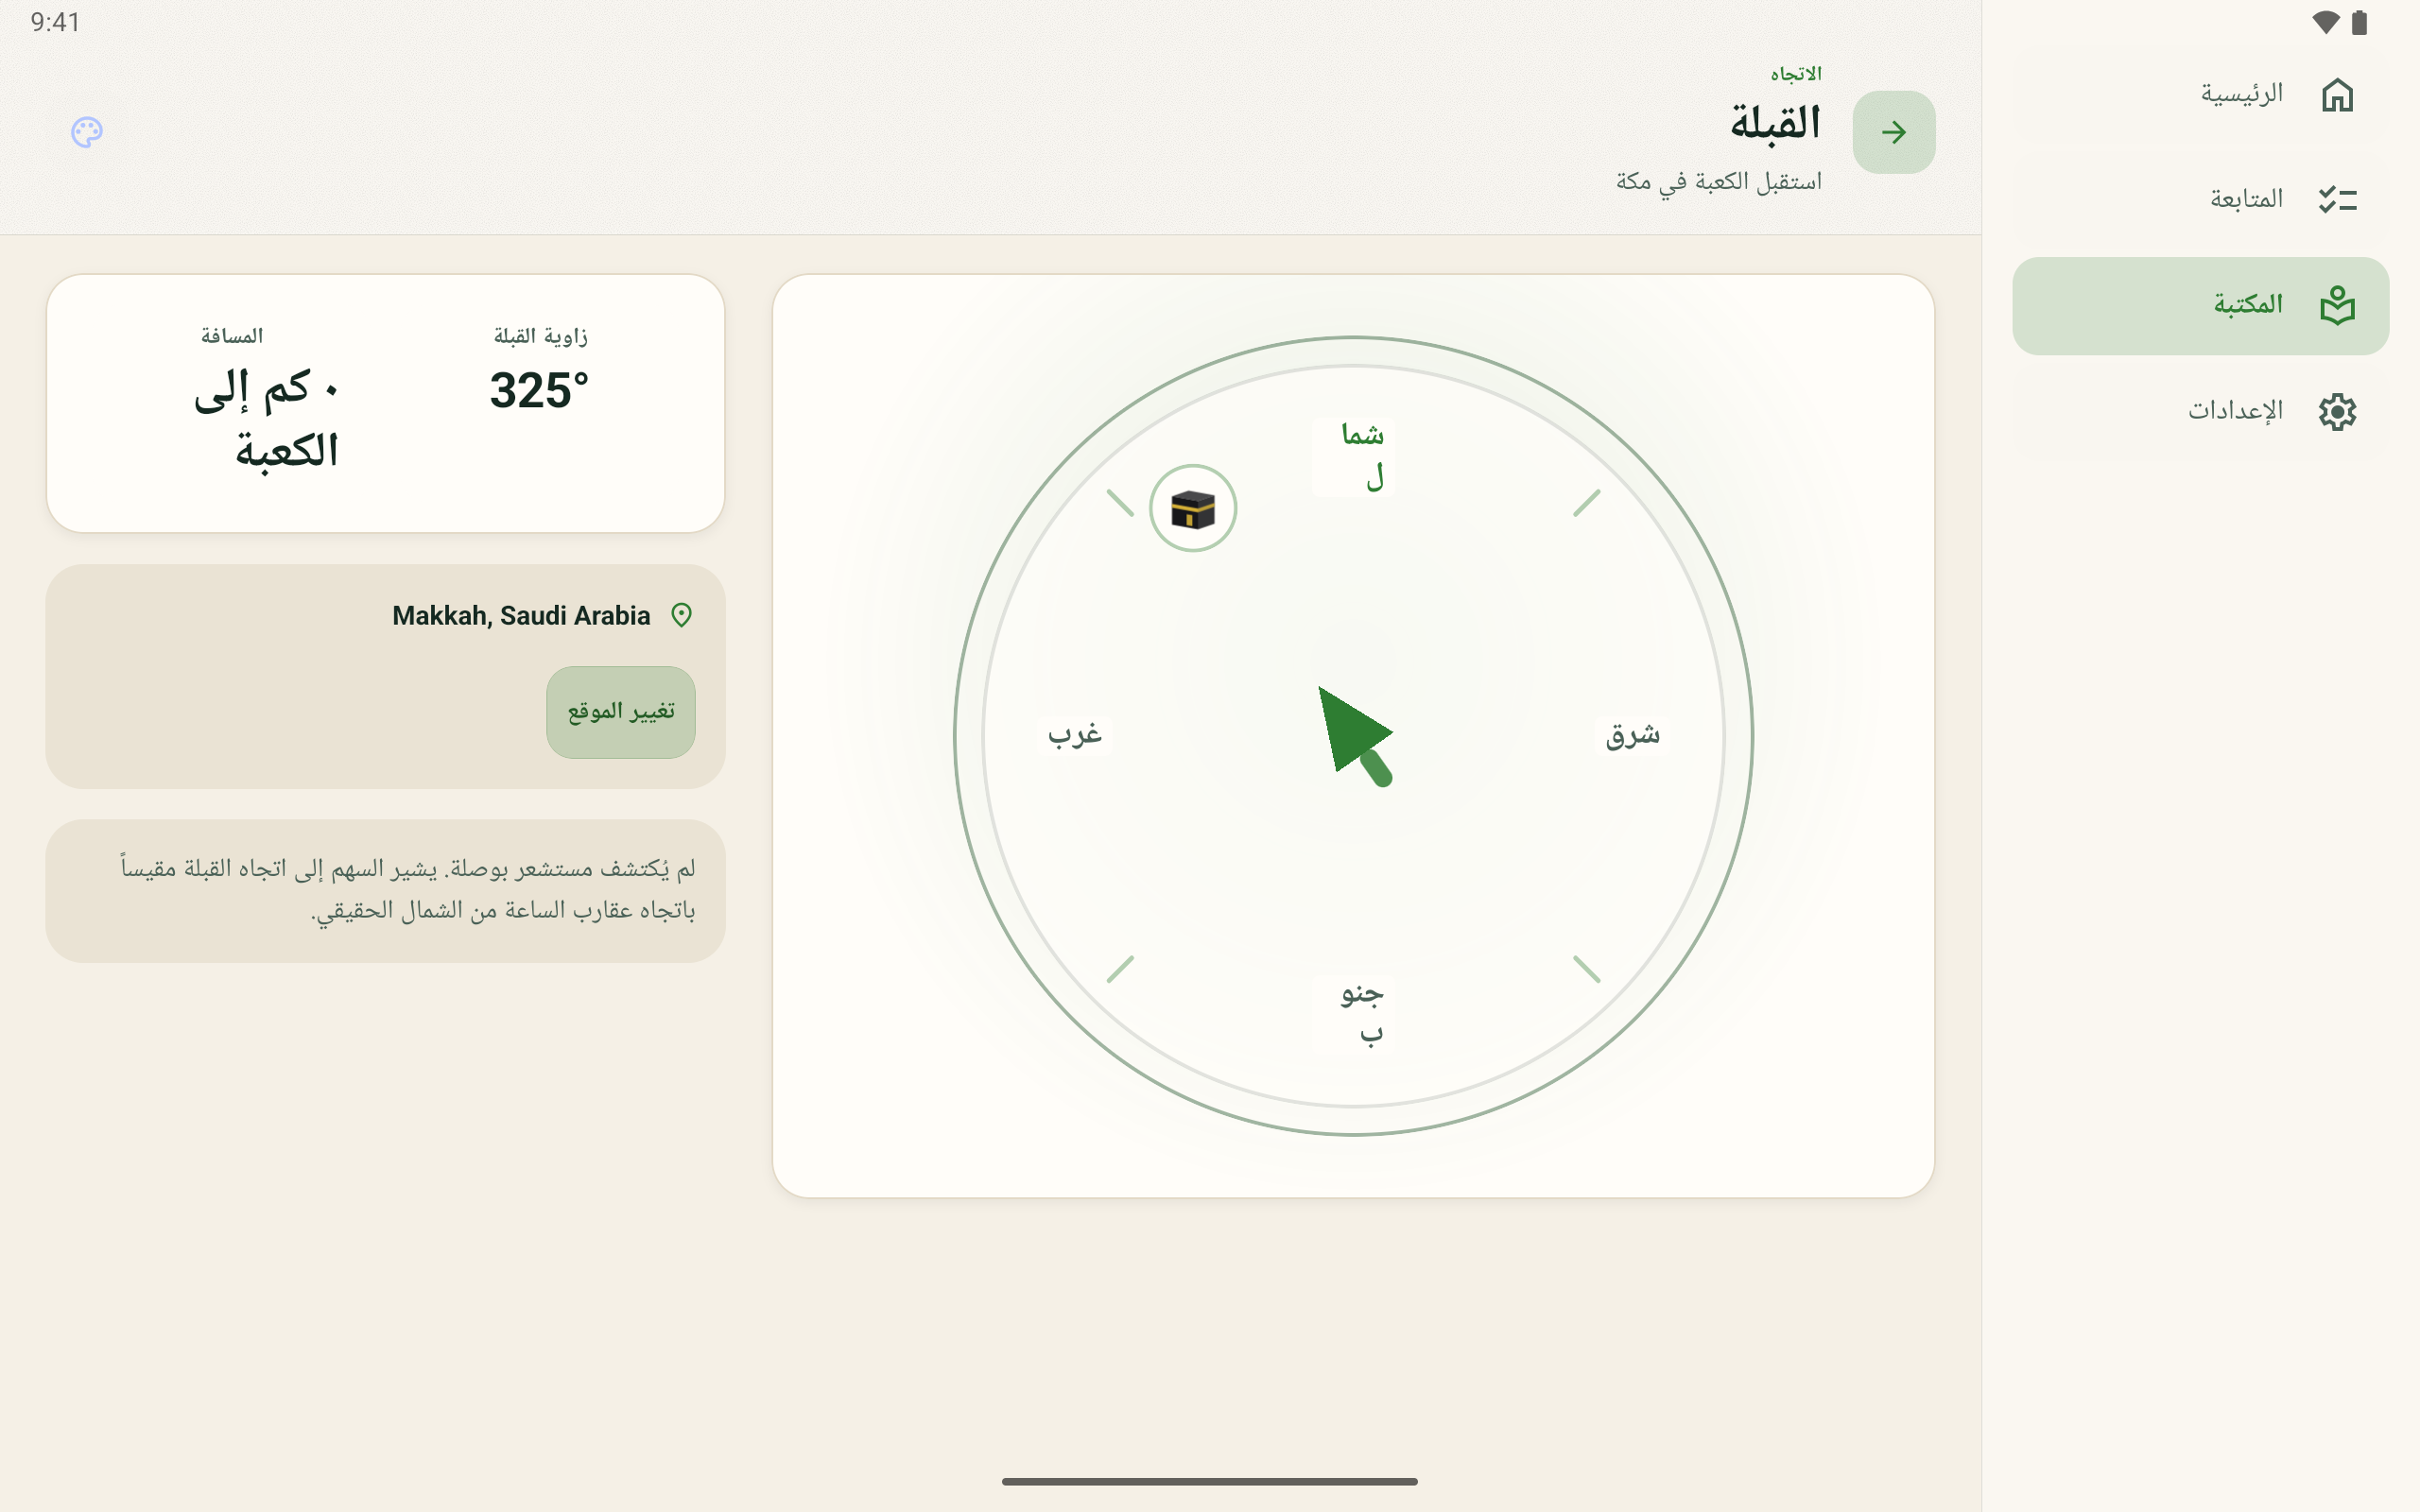 9:41
الرئيسية
المتابعة
المكتبة
الإعدادات
الاتجاه
القبلة
استقبل الكعبة في مكة
شما
ل
شرق
غرب
جنو
ب
زاوية القبلة
325°
المسافة
٠ كم إلى
الكعبة
Makkah, Saudi Arabia
تغيير الموقع
لم يُكتشف مستشعر بوصلة. يشير السهم إلى اتجاه القبلة مقيساً
باتجاه عقارب الساعة من الشمال الحقيقي.